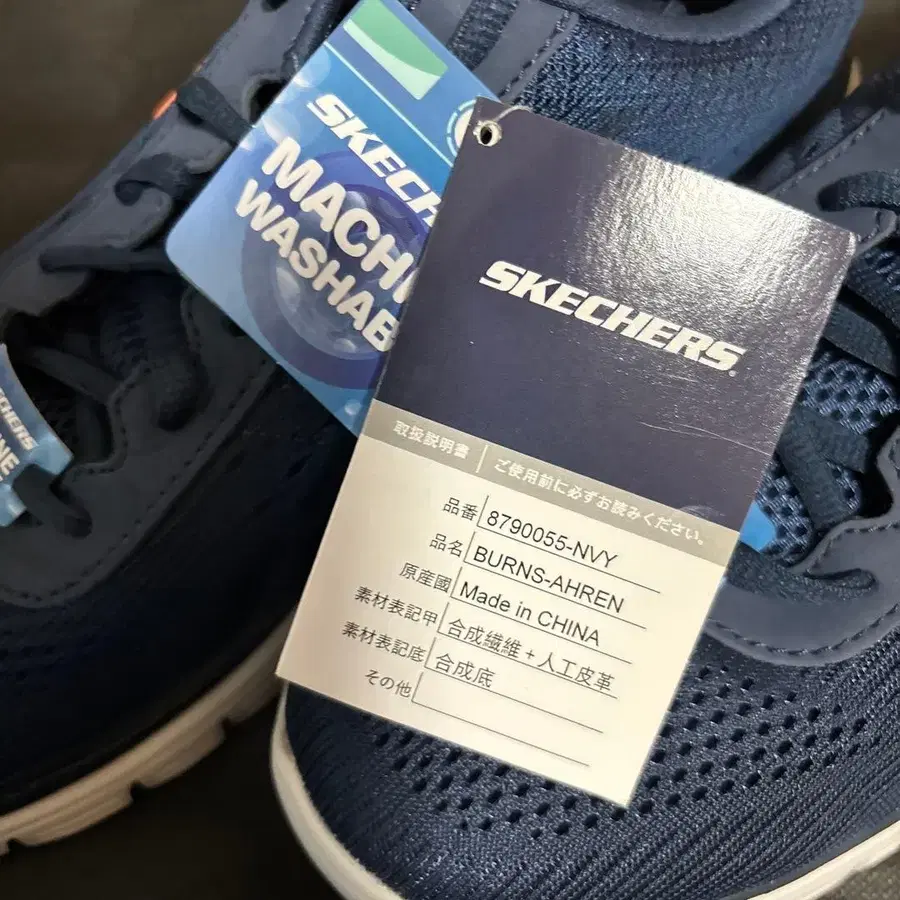 SKECH
MACH
WASHAB
SKECHERS
取扱説明書 ご使用前に必ずお読みください。
品番 8790055-NVY
品名 BURNS-AHREN
原産國 Made in CHINA
素材表記甲 合成繊維+人工皮革
素材表記底 合成底
その他